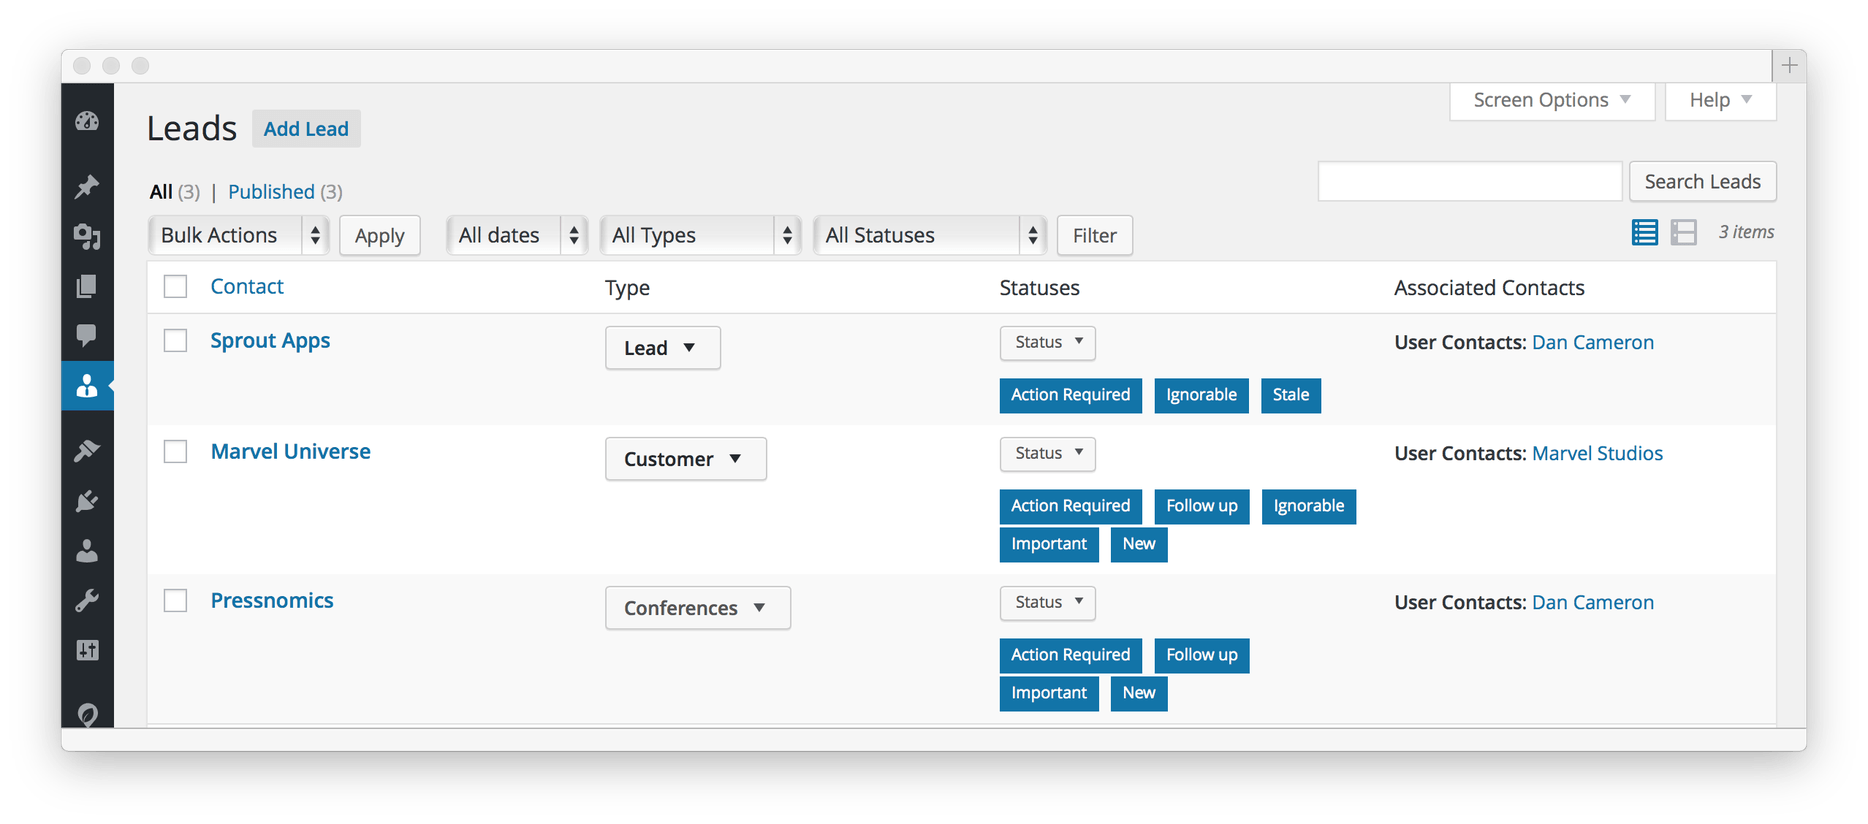 Screen Options Help
Leads Add Lead
All (3) | Published (3)
Search Leads
Bulk Actions Apply All dates All Types All Statuses Filter 3 items
Contact Type Statuses Associated Contacts
Sprout Apps Lead Status User Contacts: Dan Cameron
Action Required Ignorable Stale
Marvel Universe Customer Status User Contacts: Marvel Studios
Action Required Follow up Ignorable
Important New
Pressnomics Conferences Status User Contacts: Dan Cameron
Action Required Follow up
Important New